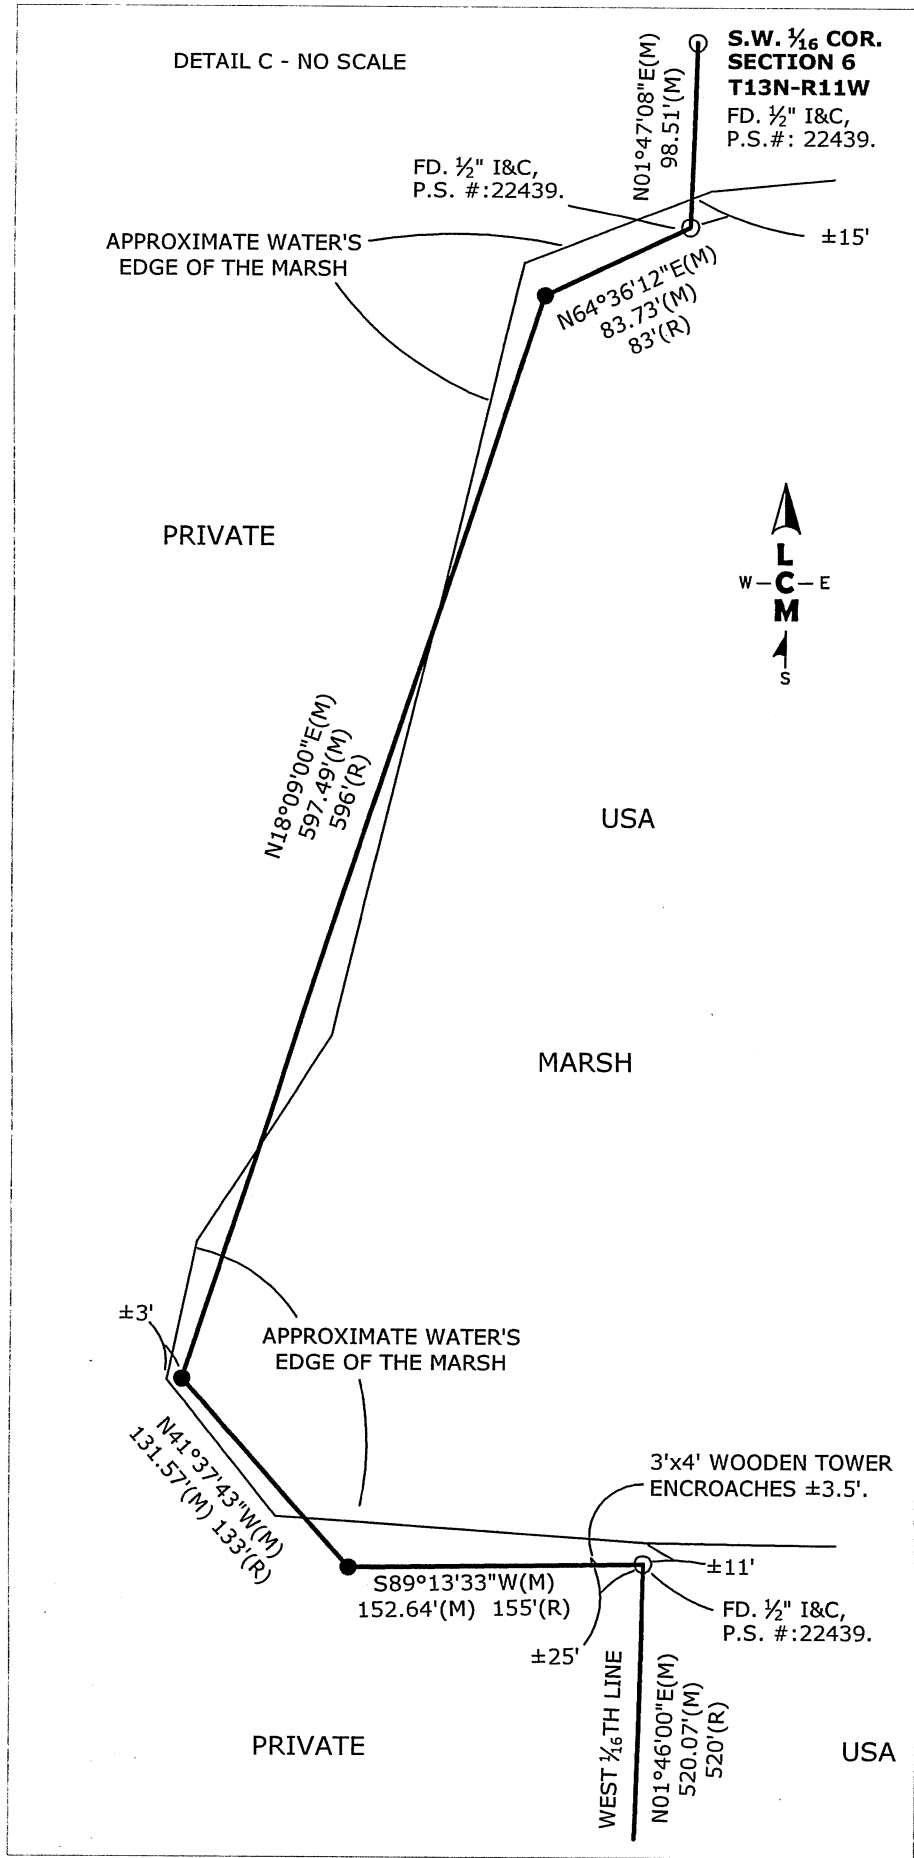 DETAIL C - NO SCALE
S.W. 1⁄16 COR.
SECTION 6
T13N-R11W
FD. ½" I&C,
P.S.#: 22439.
N01°47'08"E(M)
98.51'(M)
FD. ½" I&C,
P.S. #:22439.
±15'
APPROXIMATE WATER'S
EDGE OF THE MARSH
N64°36'12"E(M)
83.73'(M)
83'(R)
PRIVATE
L
W C E
M
S
N18°09'00"E(M)
597.49'(M)
596'(R)
USA
MARSH
±3'
APPROXIMATE WATER'S
EDGE OF THE MARSH
N41°37'43"W(M)
131.57'(M) 133'(R)
3'x4' WOODEN TOWER
ENCROACHES ±3.5'.
±11'
S89°13'33"W(M)
152.64'(M) 155'(R)
FD. ½" I&C,
P.S. #:22439.
±25'
WEST 1⁄16TH LINE
N01°46'00"E(M)
520.07'(M)
520'(R)
PRIVATE
USA